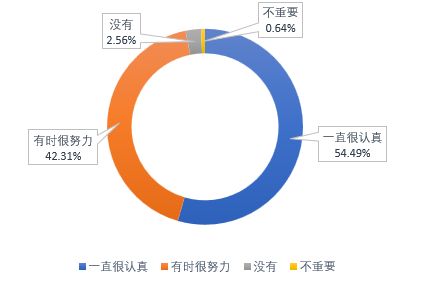 不重要
0.64%
没有
2.56%
有时很努力
42.31%
一直很认真
54.49%
一直很认真 有时很努力 没有 不重要